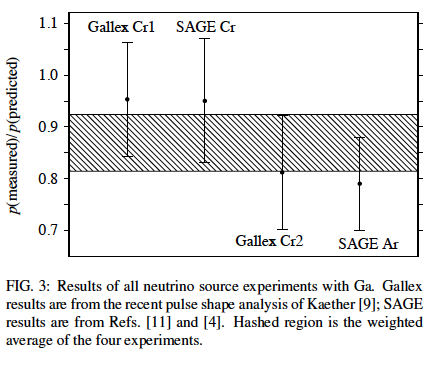 Gallex Cr1 SAGE Cr
1.1
1.0
0.9
0.8
0.7
p(measured)/p(predicted)
Gallex Cr2 SAGE Ar
FIG. 3: Results of all neutrino source experiments with Ga. Gallex
results are from the recent pulse shape analysis of Kaether [9]; SAGE
results are from Refs. [11] and [4]. Hashed region is the weighted
average of the four experiments.